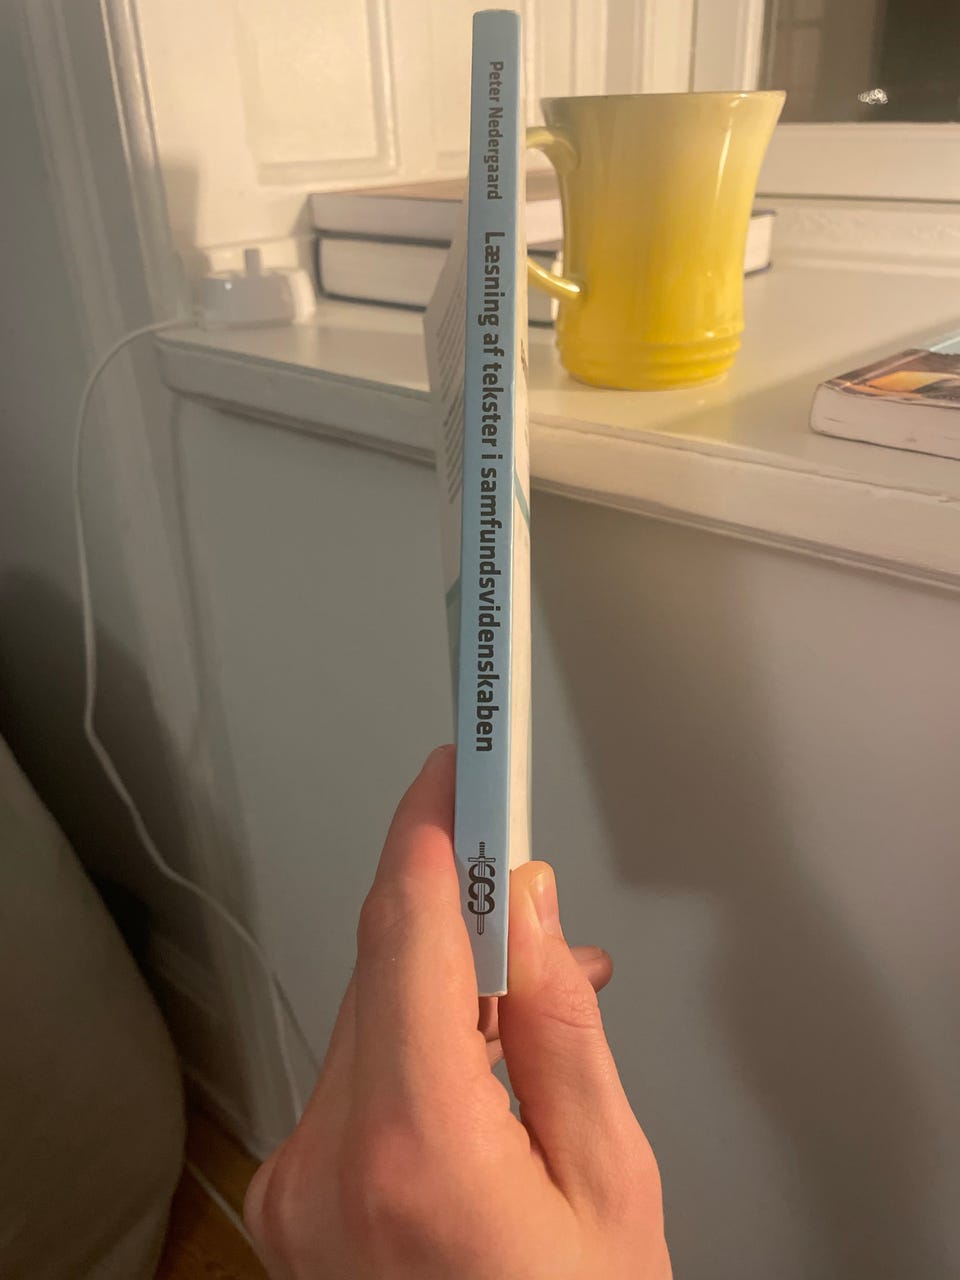 Peter Nedergaard
Læsning af tekster i samfundsvidenskaben